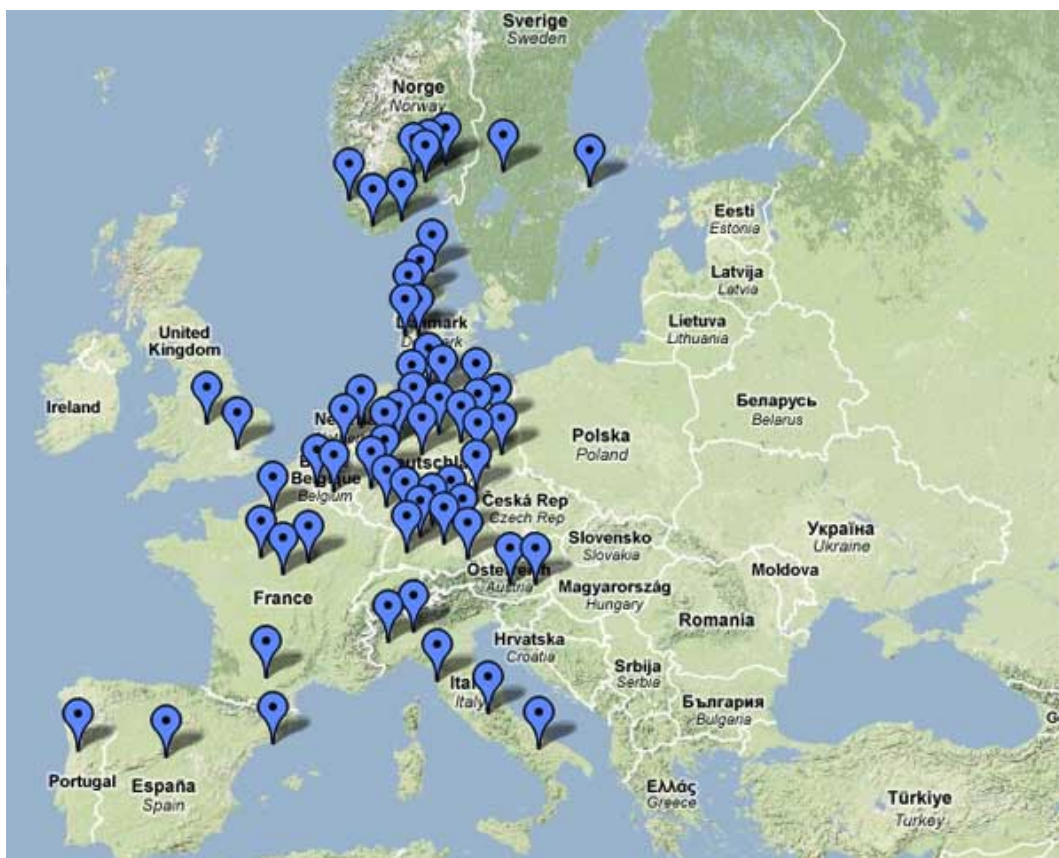 Sverige
Sweden
Norge
Norway
Eesti
Estonia
Latvija
Latvia
Lietuva
Lithuania
United
Kingdom
Ireland
Беларусь
Belarus
Polska
Poland
Belgique
Belgium
Česká Rep
Czech Rep
Україна
Ukraine
Slovensko
Slovakia
Moldova
Austria
Magyarország
Hungary
France
Romania
Hrvatska
Croatia
Srbija
Serbia
Italy
България
Bulgaria
Portugal
España
Spain
Ελλάς
Greece
Türkiye
Turkey